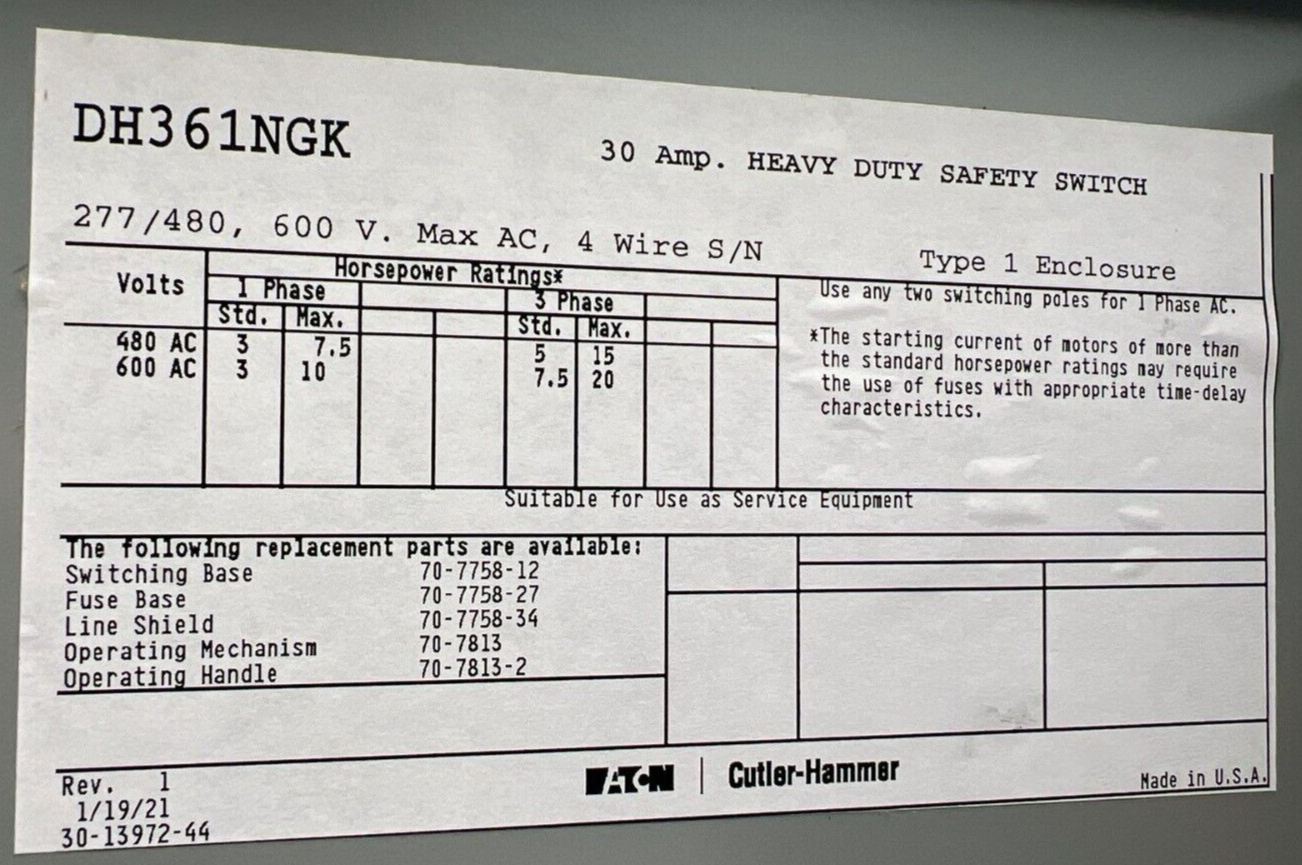 DH361NGK
30 Amp. HEAVY DUTY SAFETY SWITCH
277/480, 600 V. Max AC, 4 Wire S/N
Type 1 Enclosure
Volts
Horsepower Ratings*
1 Phase
3 Phase
Std. Max. Std. Max.
480 AC 3 7.5 5 15
600 AC 3 10 7.5 20
Use any two switching poles for 1 Phase AC.
*The starting current of motors of more than
the standard horsepower ratings may require
the use of fuses with appropriate time-delay
characteristics.
Suitable for Use as Service Equipment
The following replacement parts are available:
Switching Base 70-7758-12
Fuse Base 70-7758-27
Line Shield 70-7758-34
Operating Mechanism 70-7813
Operating Handle 70-7813-2
Rev. 1
1/19/21
30-13972-44
EATON | Cutler-Hammer
Made in U.S.A.